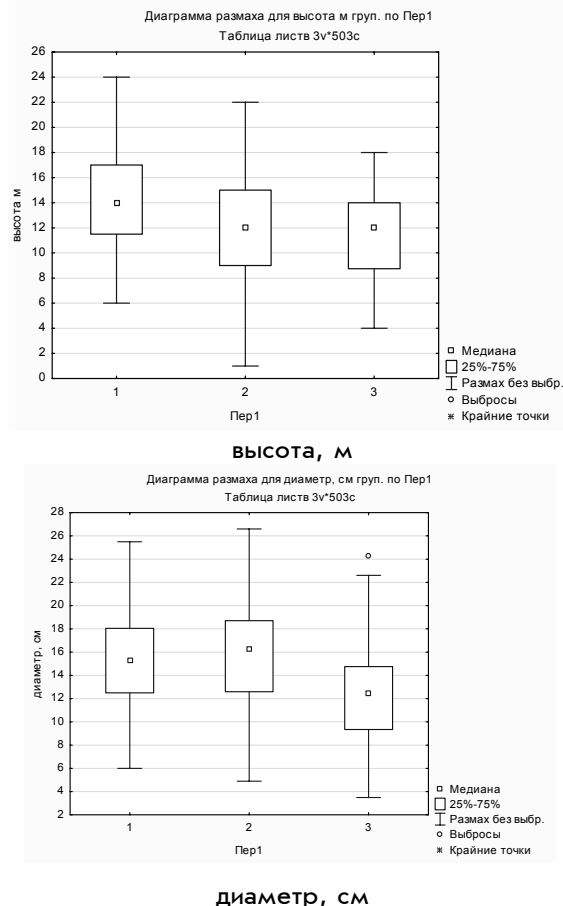 Диаграмма размаха для высота м груп. по Пер1
Таблица листв 3v*503c
26
24
22
20
18
16
14
12
10
8
6
4
2
0
высота м
1 2 3
Пер1
Медиана
25%-75%
Размах без выбр.
Выбросы
Крайние точки
высота, м
Диаграмма размаха для диаметр, см груп. по Пер1
Таблица листв 3v*503c
28
26
24
22
20
18
16
14
12
10
8
6
4
2
диаметр, см
1 2 3
Пер1
Медиана
25%-75%
Размах без выбр.
Выбросы
Крайние точки
диаметр, см